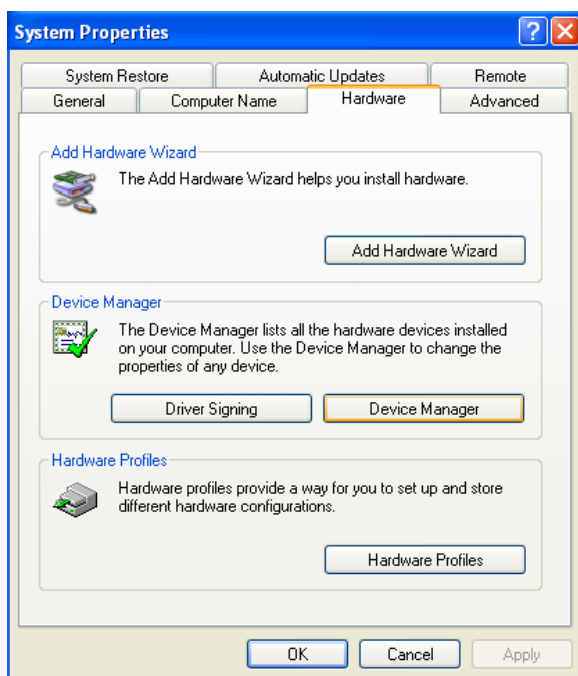 System Properties
System Restore
Automatic Updates
Remote
General
Computer Name
Hardware
Advanced
Add Hardware Wizard
The Add Hardware Wizard helps you install hardware.
Add Hardware Wizard
Device Manager
The Device Manager lists all the hardware devices installed
on your computer. Use the Device Manager to change the
properties of any device.
Driver Signing
Device Manager
Hardware Profiles
Hardware profiles provide a way for you to set up and store
different hardware configurations.
Hardware Profiles
OK
Cancel
Apply